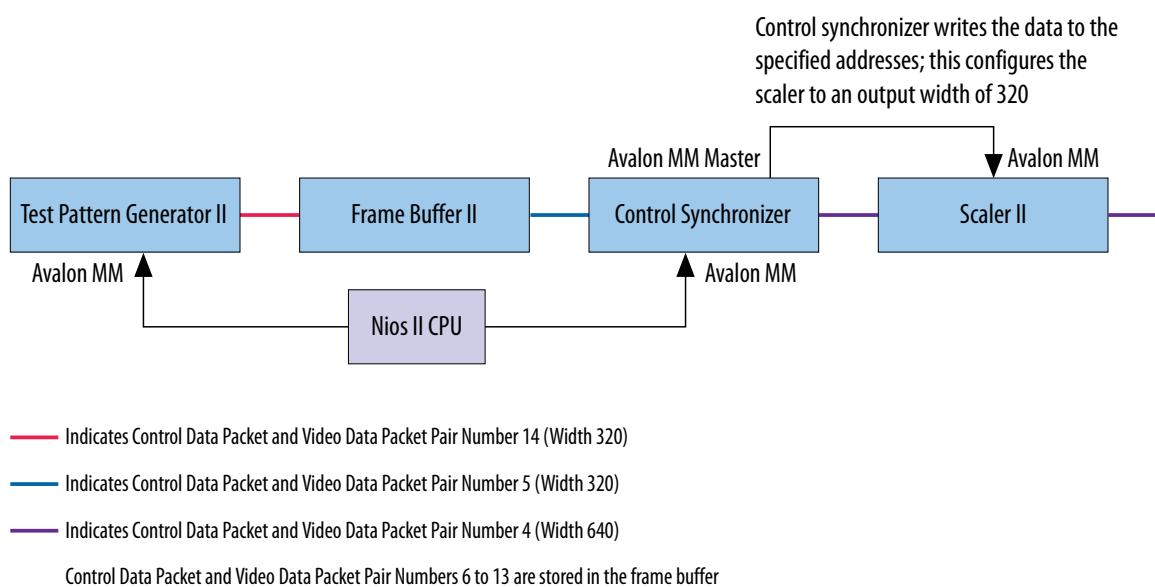 Control synchronizer writes the data to the
specified addresses; this configures the
scaler to an output width of 320
Avalon MM Master
Avalon MM
Test Pattern Generator II
Frame Buffer II
Control Synchronizer
Scaler II
Avalon MM
Avalon MM
Nios II CPU
Indicates Control Data Packet and Video Data Packet Pair Number 14 (Width 320)
Indicates Control Data Packet and Video Data Packet Pair Number 5 (Width 320)
Indicates Control Data Packet and Video Data Packet Pair Number 4 (Width 640)
Control Data Packet and Video Data Packet Pair Numbers 6 to 13 are stored in the frame buffer